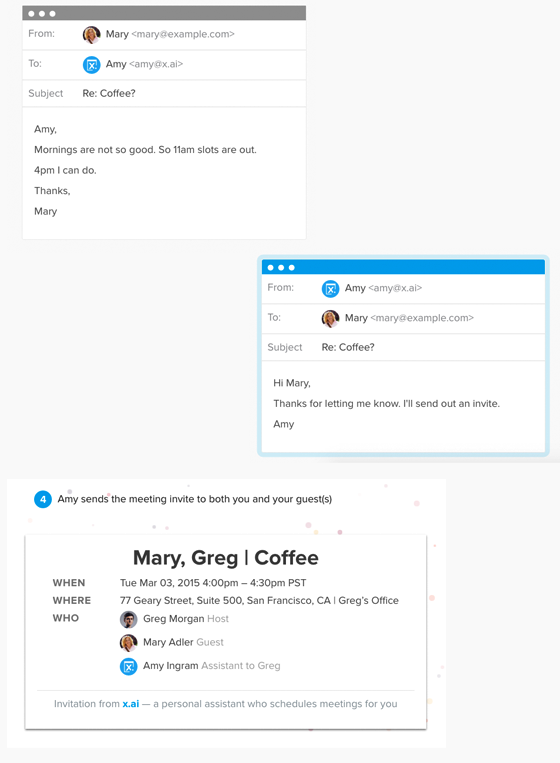 From: Mary <mary@example.com>
To: Amy <amy@x.ai>
Subject Re: Coffee?
Amy,
Mornings are not so good. So 11am slots are out.
4pm I can do.
Thanks,
Mary
From: Amy <amy@x.ai>
To: Mary <mary@example.com>
Subject Re: Coffee?
Hi Mary,
Thanks for letting me know. I'll send out an invite.
Amy
4 Amy sends the meeting invite to both you and your guest(s)
Mary, Greg | Coffee
WHEN Tue Mar 03, 2015 4:00pm – 4:30pm PST
WHERE 77 Geary Street, Suite 500, San Francisco, CA | Greg's Office
WHO Greg Morgan Host
Mary Adler Guest
Amy Ingram Assistant to Greg
Invitation from x.ai — a personal assistant who schedules meetings for you